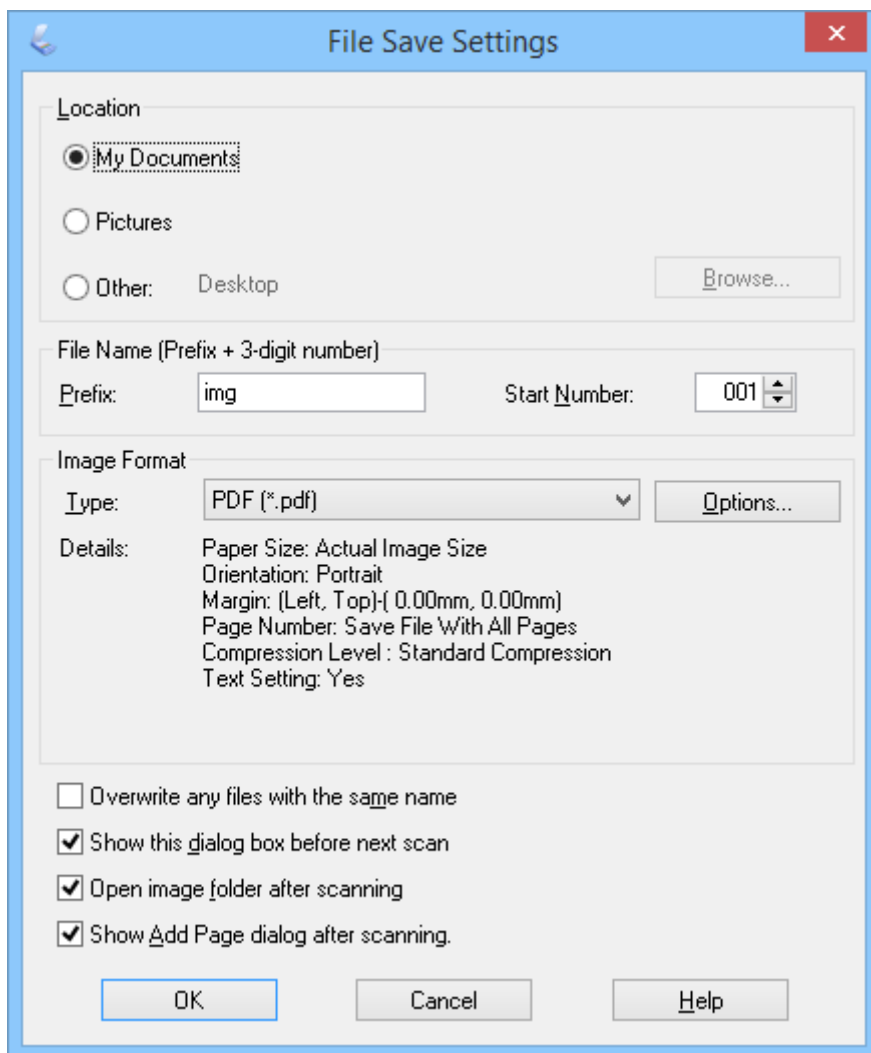 File Save Settings
Location
My Documents
Pictures
Other: Desktop Browse...
File Name (Prefix + 3-digit number)
Prefix: img Start Number: 001
Image Format
Type: PDF (*.pdf) Options...
Details: Paper Size: Actual Image Size
Orientation: Portrait
Margin: (Left, Top)-( 0.00mm, 0.00mm)
Page Number: Save File With All Pages
Compression Level : Standard Compression
Text Setting: Yes
Overwrite any files with the same name
Show this dialog box before next scan
Open image folder after scanning
Show Add Page dialog after scanning.
OK Cancel Help